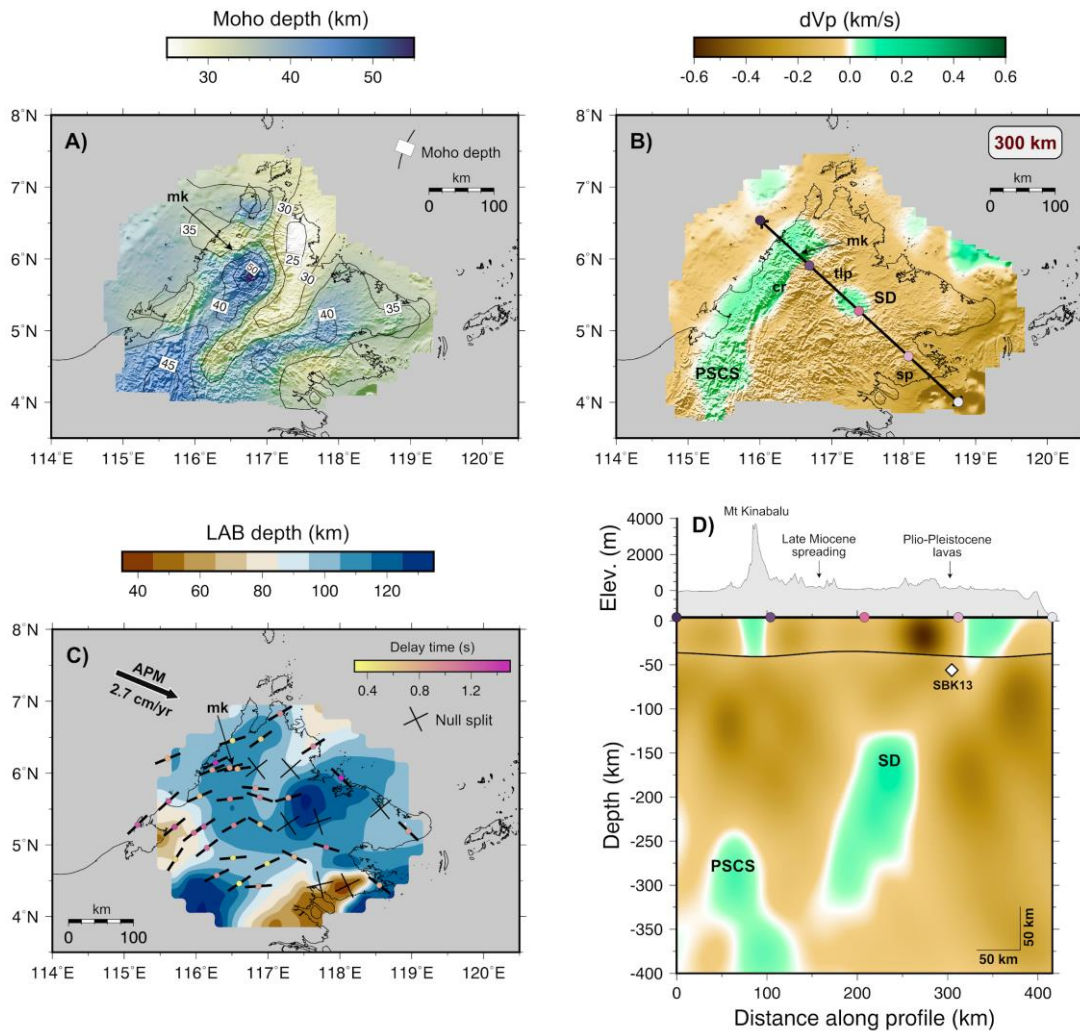 Moho depth (km)
30 40 50
8°N
7°N
6°N
5°N
4°N
A)
Moho depth
km
0 100
mk
35
30
25
30
40
35
40
45
114°E 115°E 116°E 117°E 118°E 119°E 120°E
dVp (km/s)
-0.6 -0.4 -0.2 0.0 0.2 0.4 0.6
8°N
7°N
6°N
5°N
4°N
B)
300 km
km
0 100
mk
tlp
cr
SD
PSCS
sp
114°E 115°E 116°E 117°E 118°E 119°E 120°E
LAB depth (km)
40 60 80 100 120
8°N
7°N
6°N
5°N
4°N
C)
Delay time (s)
0.4 0.9 1.3
APM
2.7 cm/yr
Null split
mk
km
0 100
114°E 115°E 116°E 117°E 118°E 119°E 120°E
D)
Elev. (m)
4000
2000
0
Mt Kinabalu
Late Miocene
spreading
Plio-Pleistocene
lavas
Depth (km)
0
-50
-100
-150
-200
-250
-300
-350
-400
SBK13
SD
PSCS
50 km
50 km
0 100 200 300 400
Distance along profile (km)